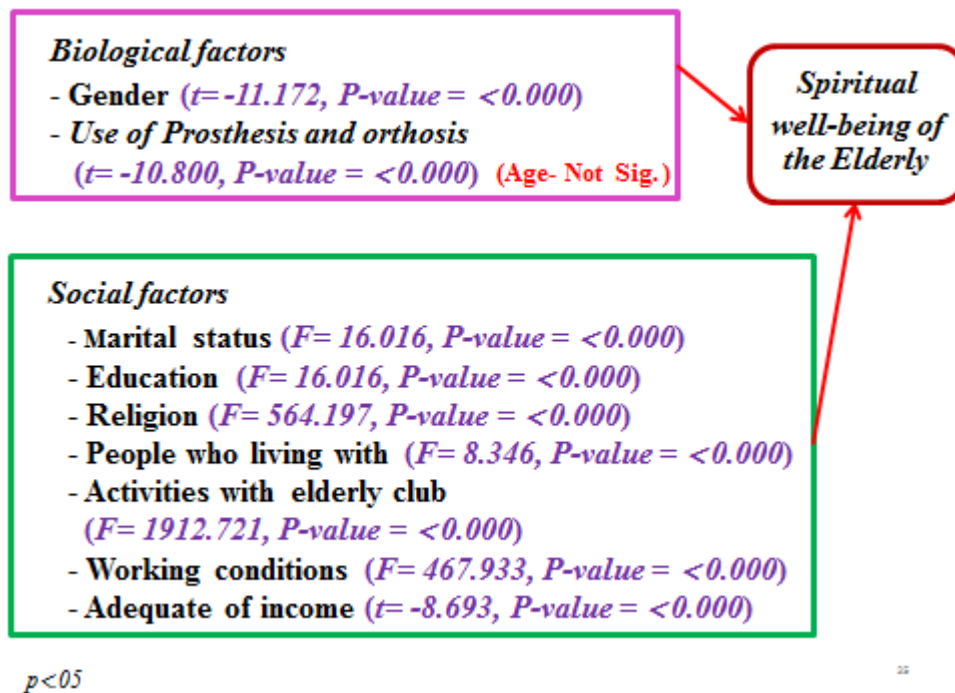 Biological factors
- Gender (t= -11.172, P-value = <0.000)
- Use of Prosthesis and orthosis
(t= -10.800, P-value = <0.000) (Age- Not Sig.)
Spiritual
well-being of
the Elderly
Social factors
- Marital status (F= 16.016, P-value = <0.000)
- Education (F= 16.016, P-value = <0.000)
- Religion (F= 564.197, P-value = <0.000)
- People who living with (F= 8.346, P-value = <0.000)
- Activities with elderly club
(F= 1912.721, P-value = <0.000)
- Working conditions (F= 467.933, P-value = <0.000)
- Adequate of income (t= -8.693, P-value = <0.000)
p<05